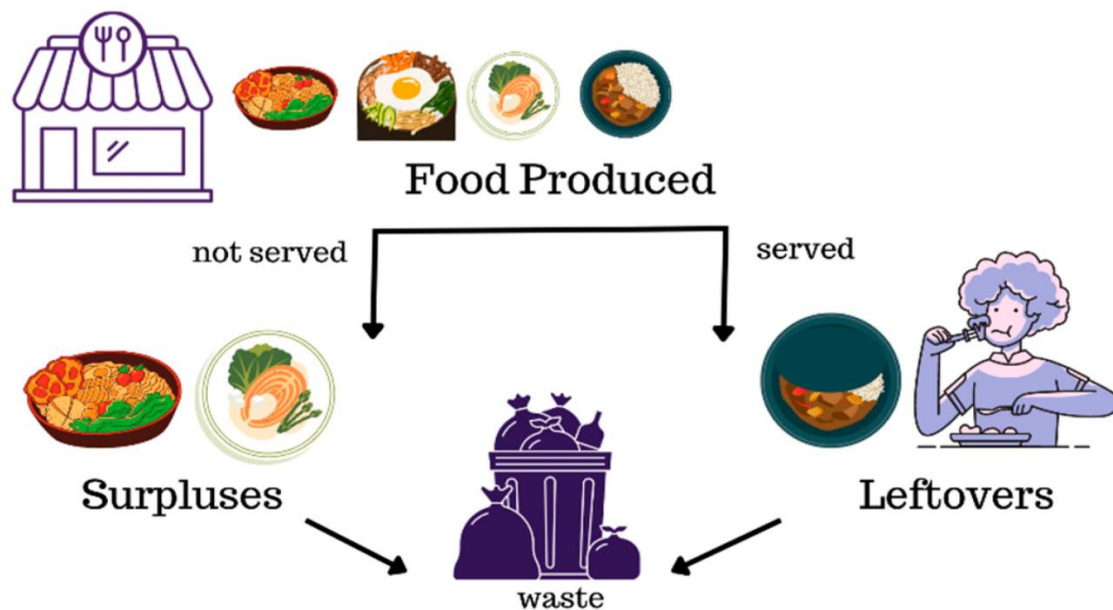 Food Produced
not served
served
Surpluses
Leftovers
waste